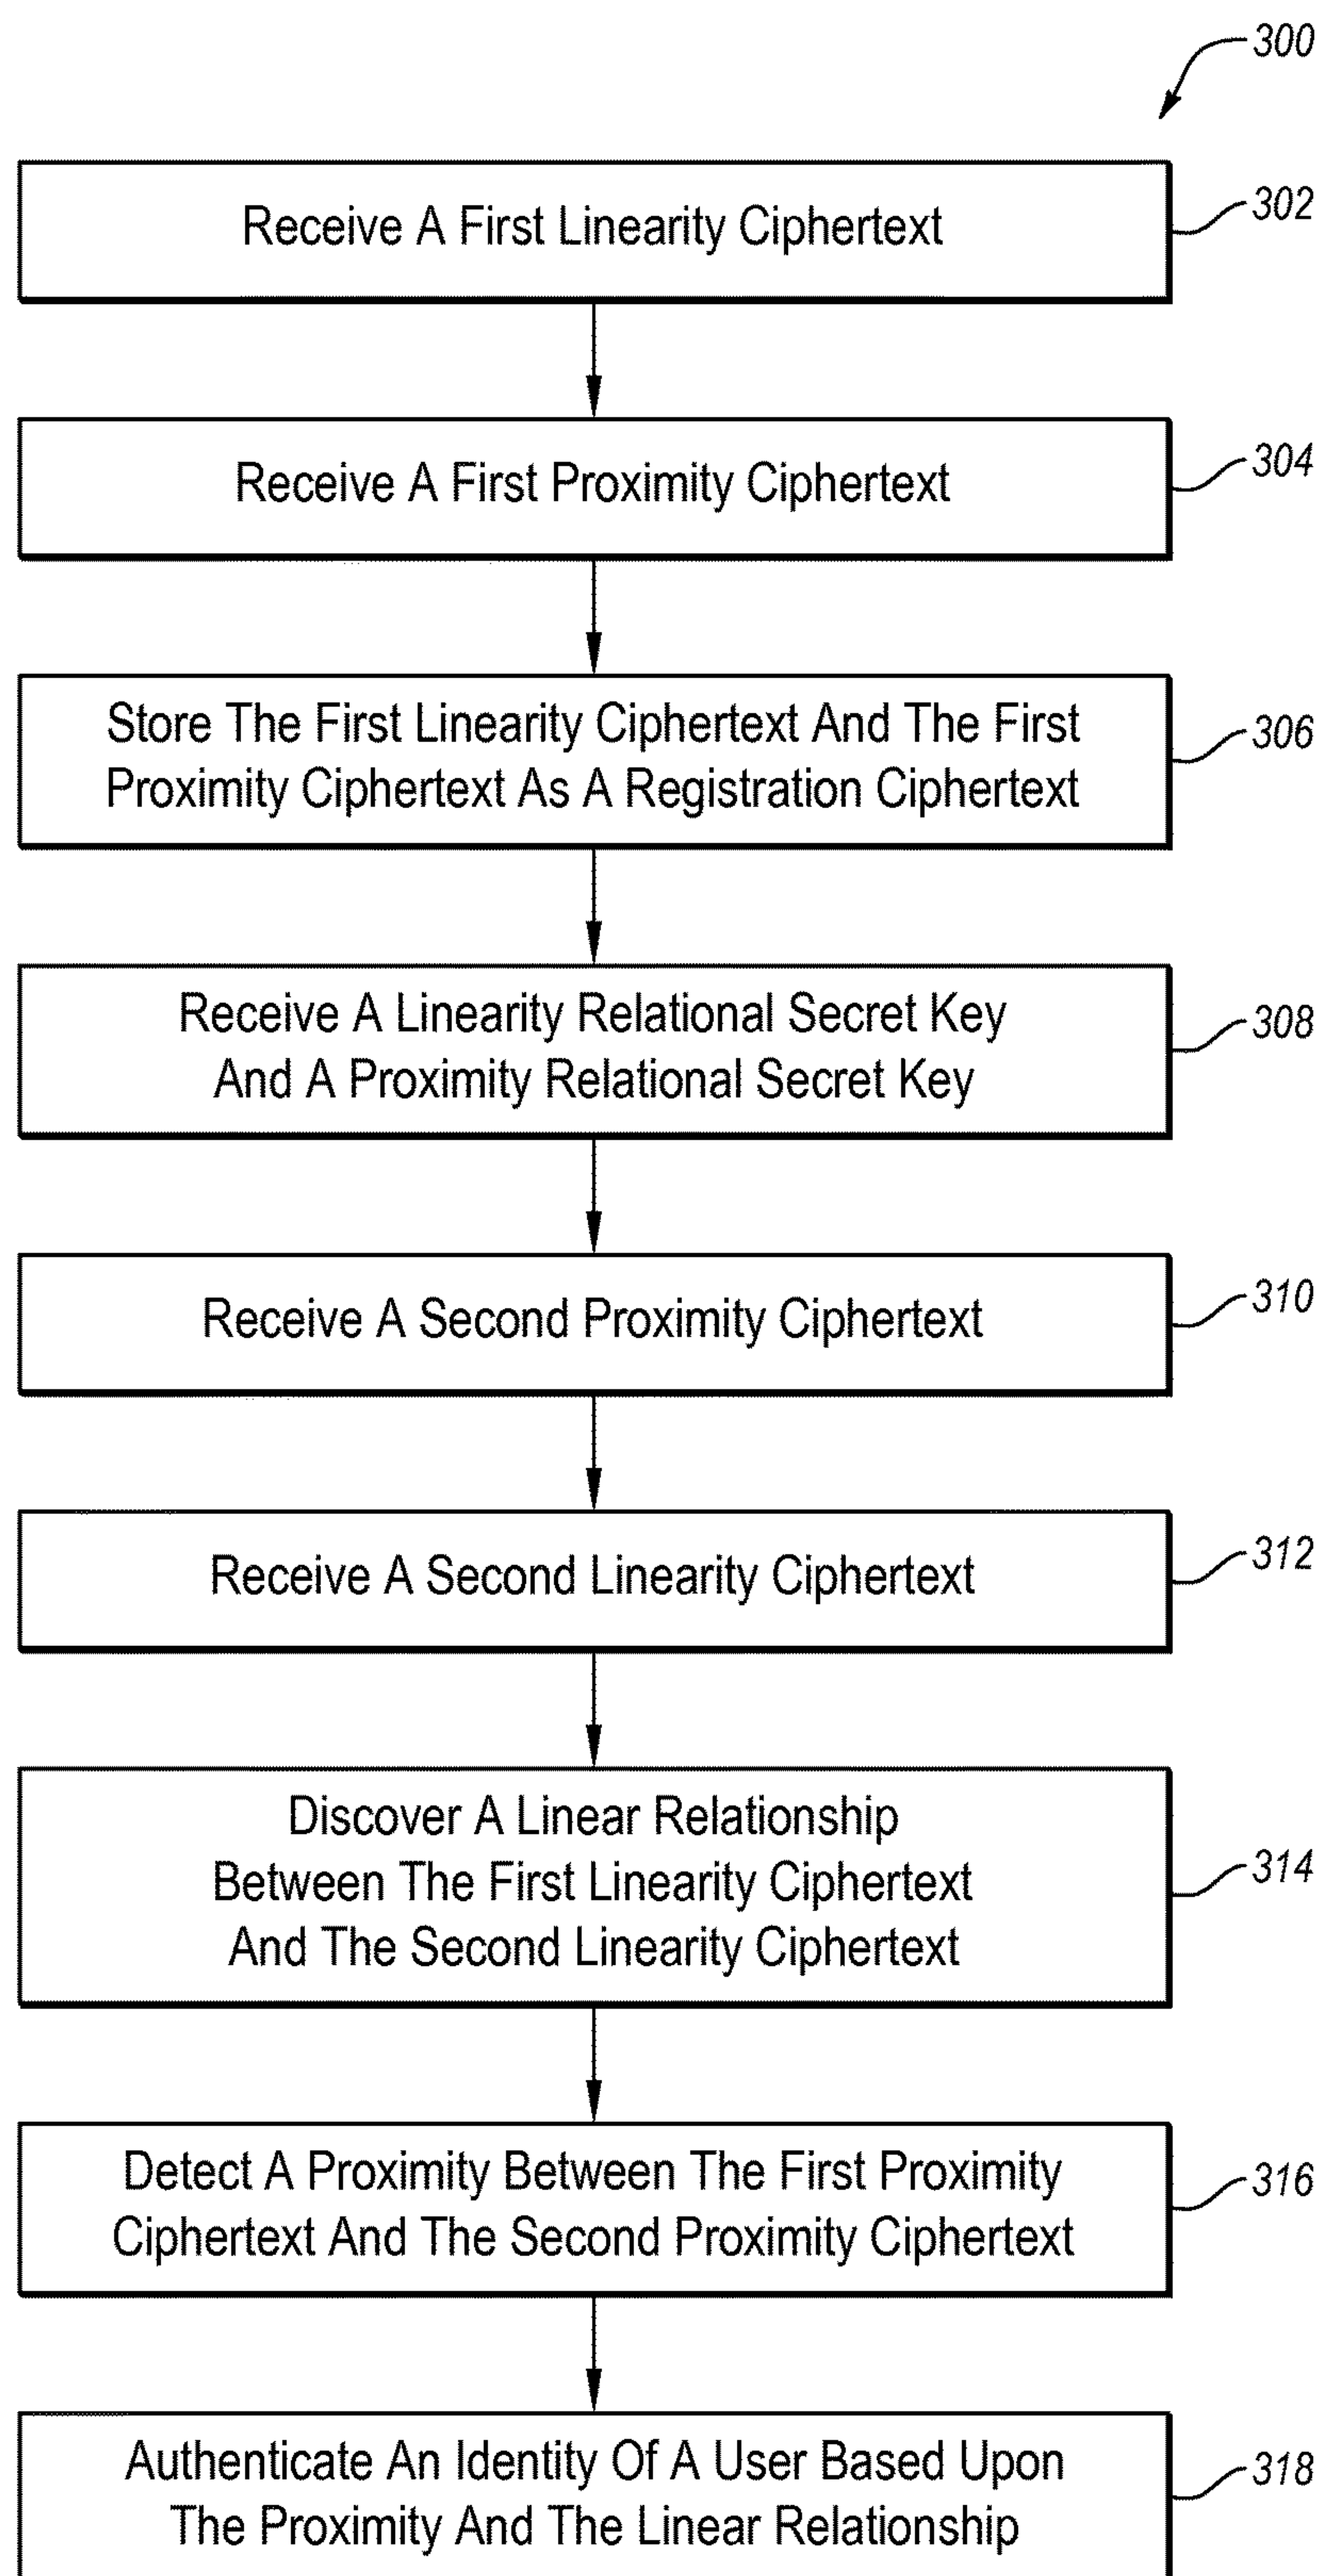 300
Receive A First Linearity Ciphertext
302
Receive A First Proximity Ciphertext
304
Store The First Linearity Ciphertext And The First
Proximity Ciphertext As A Registration Ciphertext
306
Receive A Linearity Relational Secret Key
And A Proximity Relational Secret Key
308
Receive A Second Proximity Ciphertext
310
Receive A Second Linearity Ciphertext
312
Discover A Linear Relationship
Between The First Linearity Ciphertext
And The Second Linearity Ciphertext
314
Detect A Proximity Between The First Proximity
Ciphertext And The Second Proximity Ciphertext
316
Authenticate An Identity Of A User Based Upon
The Proximity And The Linear Relationship
318